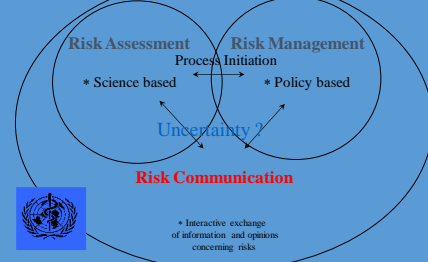 Risk Assessment Risk Management
Process Initiation
* Science based * Policy based
Uncertainty ?
Risk Communication
* Interactive exchange
of information and opinions
concerning risks